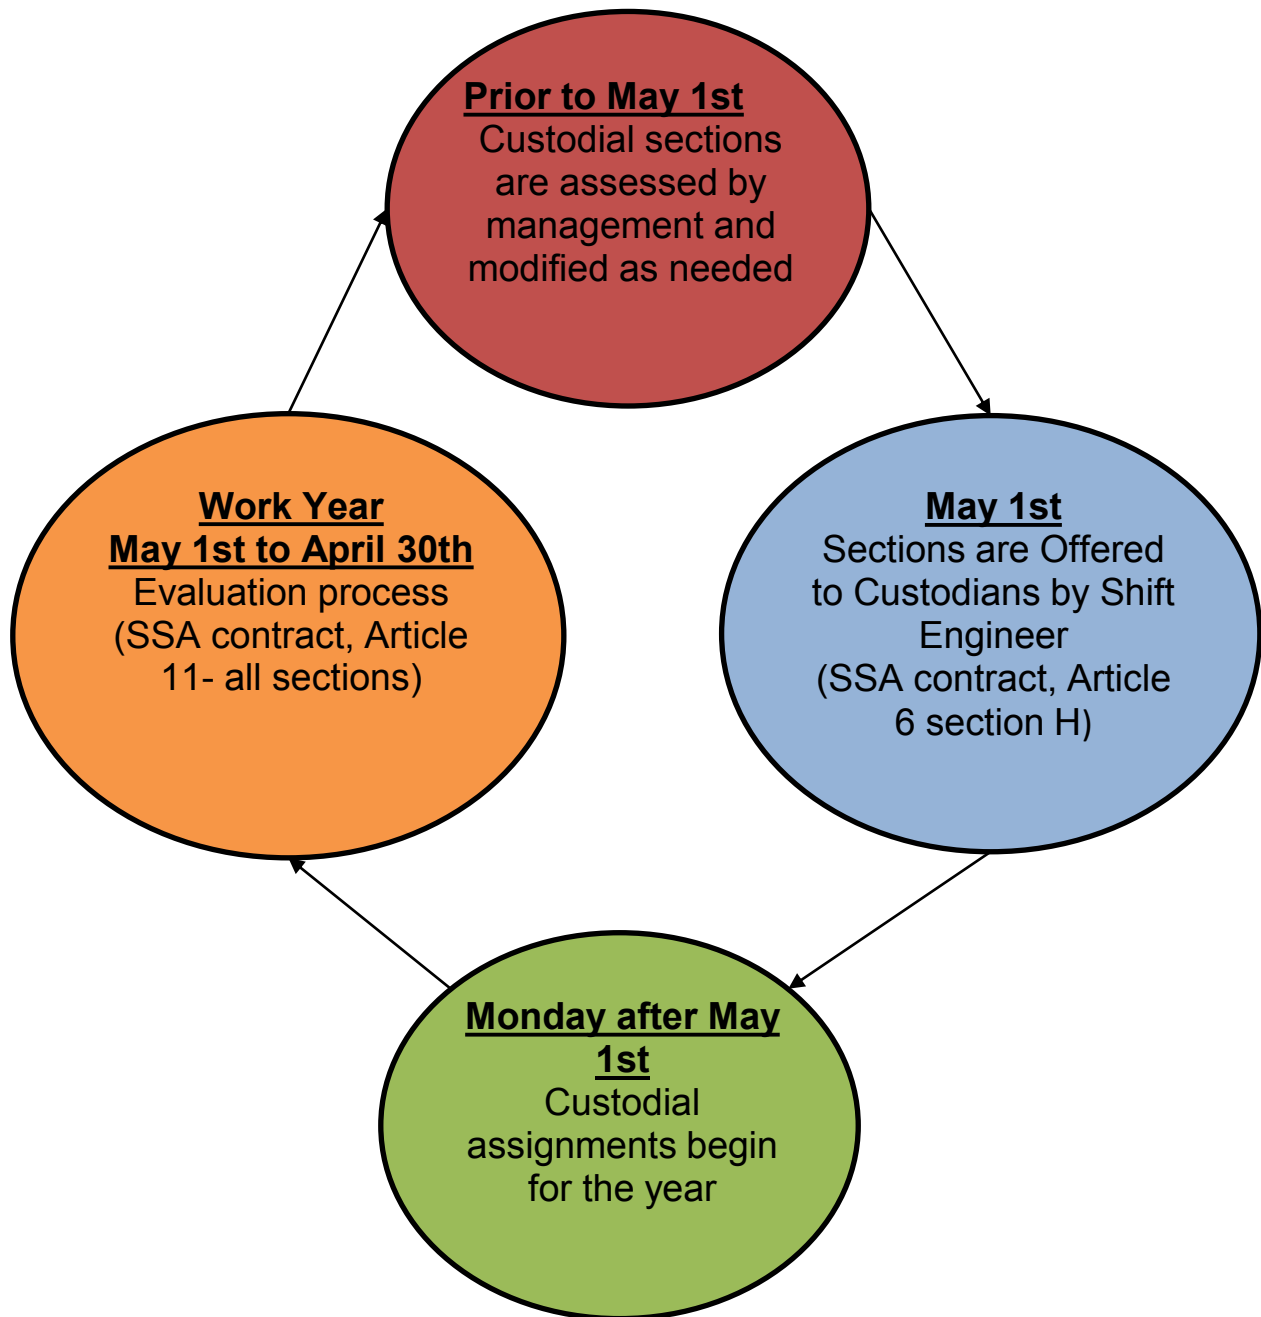 Prior to May 1st
Custodial sections
are assessed by
management and
modified as needed
Work Year
May 1st to April 30th
Evaluation process
(SSA contract, Article
11- all sections)
May 1st
Sections are Offered
to Custodians by Shift
Engineer
(SSA contract, Article
6 section H)
Monday after May
1st
Custodial
assignments begin
for the year